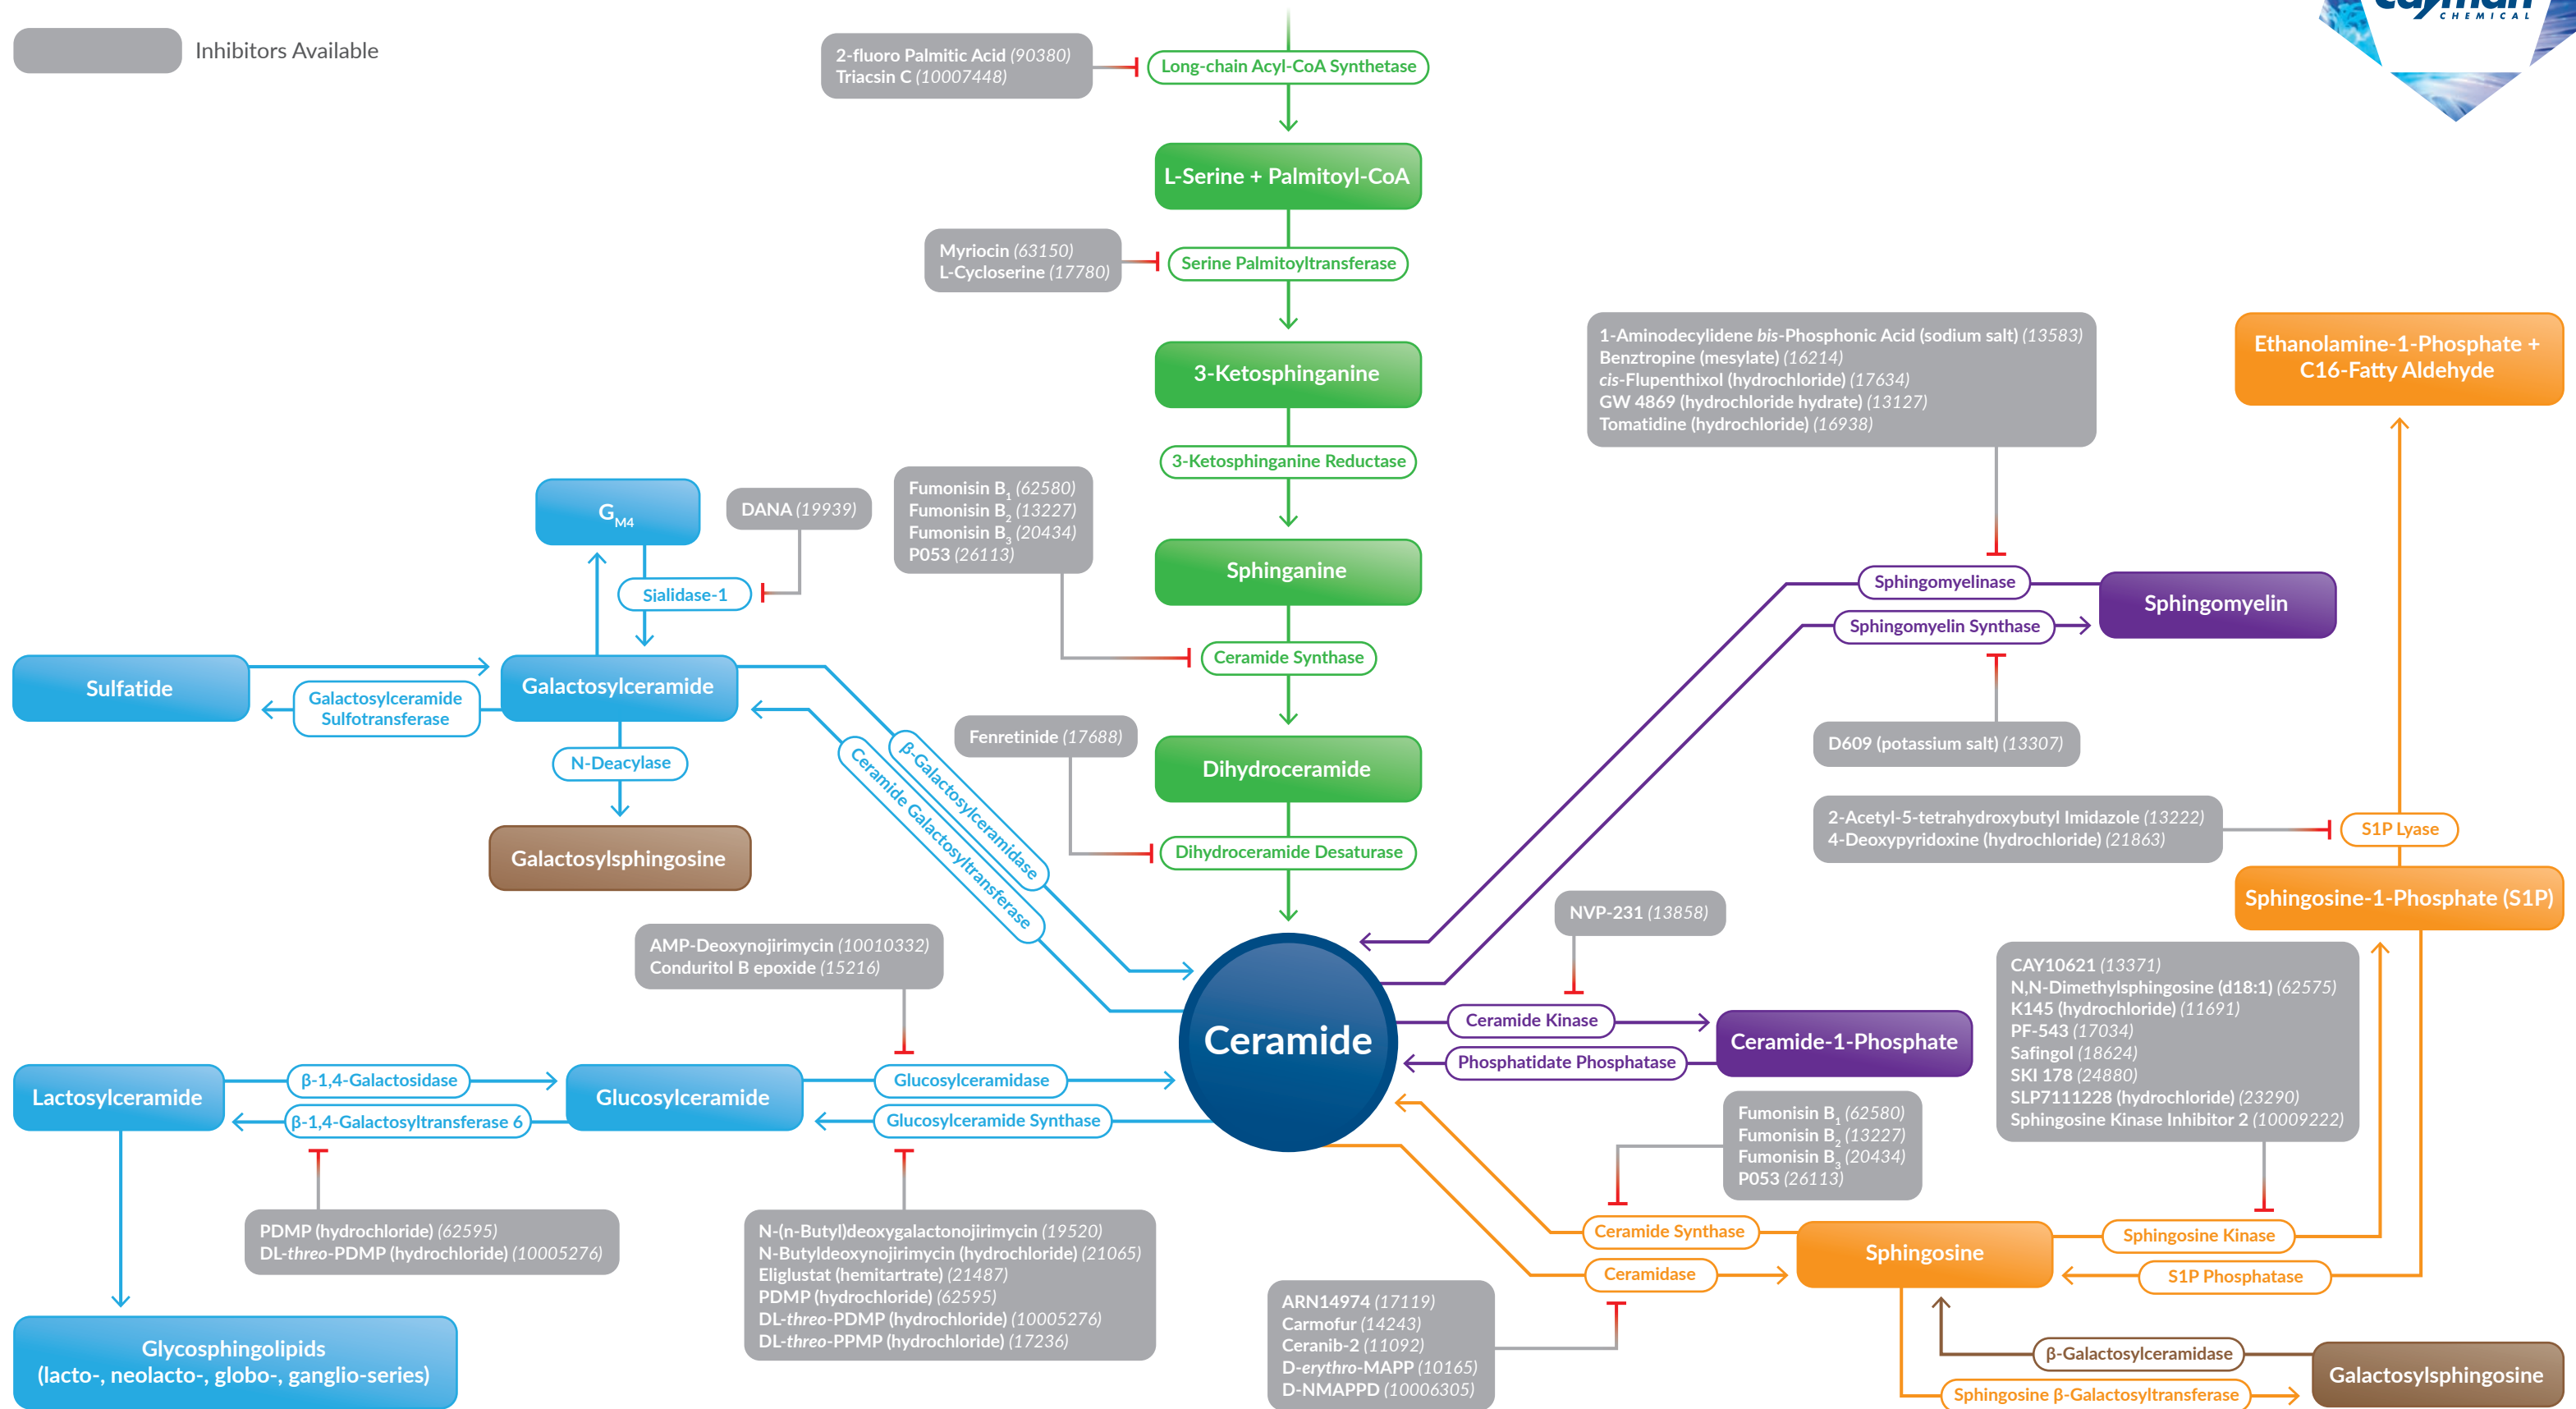 Cayman
CHEMICAL
Inhibitors Available
2-fluoro Palmitic Acid (90380)
Triacsin C (10007448)
Long-chain Acyl-CoA Synthetase
L-Serine + Palmitoyl-CoA
Myriocin (63150)
L-Cycloserine (17780)
Serine Palmitoyltransferase
3-Ketosphinganine
3-Ketosphinganine Reductase
1-Aminodecylidene bis-Phosphonic Acid (sodium salt) (13583)
Benztropine (mesylate) (16214)
cis-Flupenthixol (hydrochloride) (17634)
GW 4869 (hydrochloride hydrate) (13127)
Tomatidine (hydrochloride) (16938)
Ethanolamine-1-Phosphate +
C16-Fatty Aldehyde
GM4
DANA (19939)
Fumonisin B1 (62580)
Fumonisin B2 (13227)
Fumonisin B3 (20434)
P053 (26113)
Sphinganine
Sialidase-1
Sphingomyelinase
Sphingomyelin
Sphingomyelin Synthase
Ceramide Synthase
Sulfatide
Galactosylceramide
Sulfotransferase
Galactosylceramide
N-Deacylase
Galactosylsphingosine
β-Galactosylceramidase
Ceramide Galactosyltransferase
Fenretinide (17688)
Dihydroceramide
Dihydroceramide Desaturase
D609 (potassium salt) (13307)
2-Acetyl-5-tetrahydroxybutyl Imidazole (13222)
4-Deoxypyridoxine (hydrochloride) (21863)
S1P Lyase
Sphingosine-1-Phosphate (S1P)
NVP-231 (13858)
AMP-Deoxynojirimycin (10010332)
Conduritol B epoxide (15216)
Ceramide
Ceramide Kinase
Phosphatidate Phosphatase
Ceramide-1-Phosphate
CAY10621 (13371)
N,N-Dimethylsphingosine (d18:1) (62575)
K145 (hydrochloride) (11691)
PF-543 (17034)
Safingol (18624)
SKI 178 (24880)
SLP7111228 (hydrochloride) (23290)
Sphingosine Kinase Inhibitor 2 (10009222)
Lactosylceramide
β-1,4-Galactosidase
β-1,4-Galactosyltransferase 6
Glucosylceramide
Glucosylceramidase
Glucosylceramide Synthase
Fumonisin B1 (62580)
Fumonisin B2 (13227)
Fumonisin B3 (20434)
P053 (26113)
PDMP (hydrochloride) (62595)
DL-threo-PDMP (hydrochloride) (10005276)
N-(n-Butyl)deoxygalactonojirimycin (19520)
N-Butyldeoxynojirimycin (hydrochloride) (21065)
Eliglustat (hemitartrate) (21487)
PDMP (hydrochloride) (62595)
DL-threo-PDMP (hydrochloride) (10005276)
DL-threo-PPMP (hydrochloride) (17236)
Ceramide Synthase
Ceramidase
Sphingosine
Sphingosine Kinase
S1P Phosphatase
ARN14974 (17119)
Carmofur (14243)
Ceranib-2 (11092)
D-erythro-MAPP (10165)
D-NMAPPD (10006305)
Glycosphingolipids
(lacto-, neolacto-, globo-, ganglio-series)
β-Galactosylceramidase
Sphingosine β-Galactosyltransferase
Galactosylsphingosine